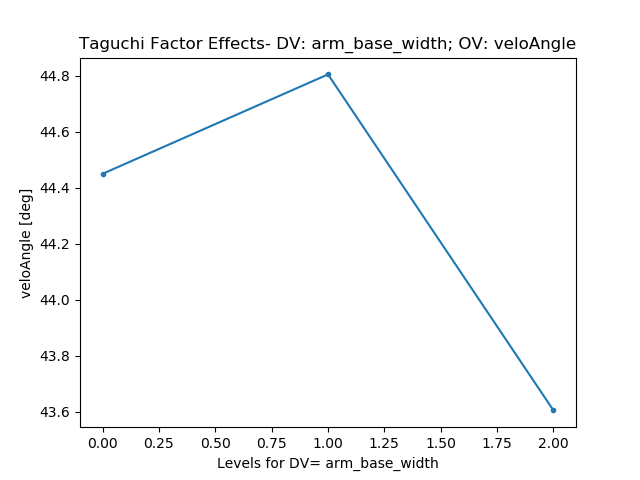 Taguchi Factor Effects- DV: arm_base_width; OV: veloAngle
44.8
44.6
44.4
44.2
44.0
43.8
43.6
veloAngle [deg]
0.00 0.25 0.50 0.75 1.00 1.25 1.50 1.75 2.00
Levels for DV= arm_base_width